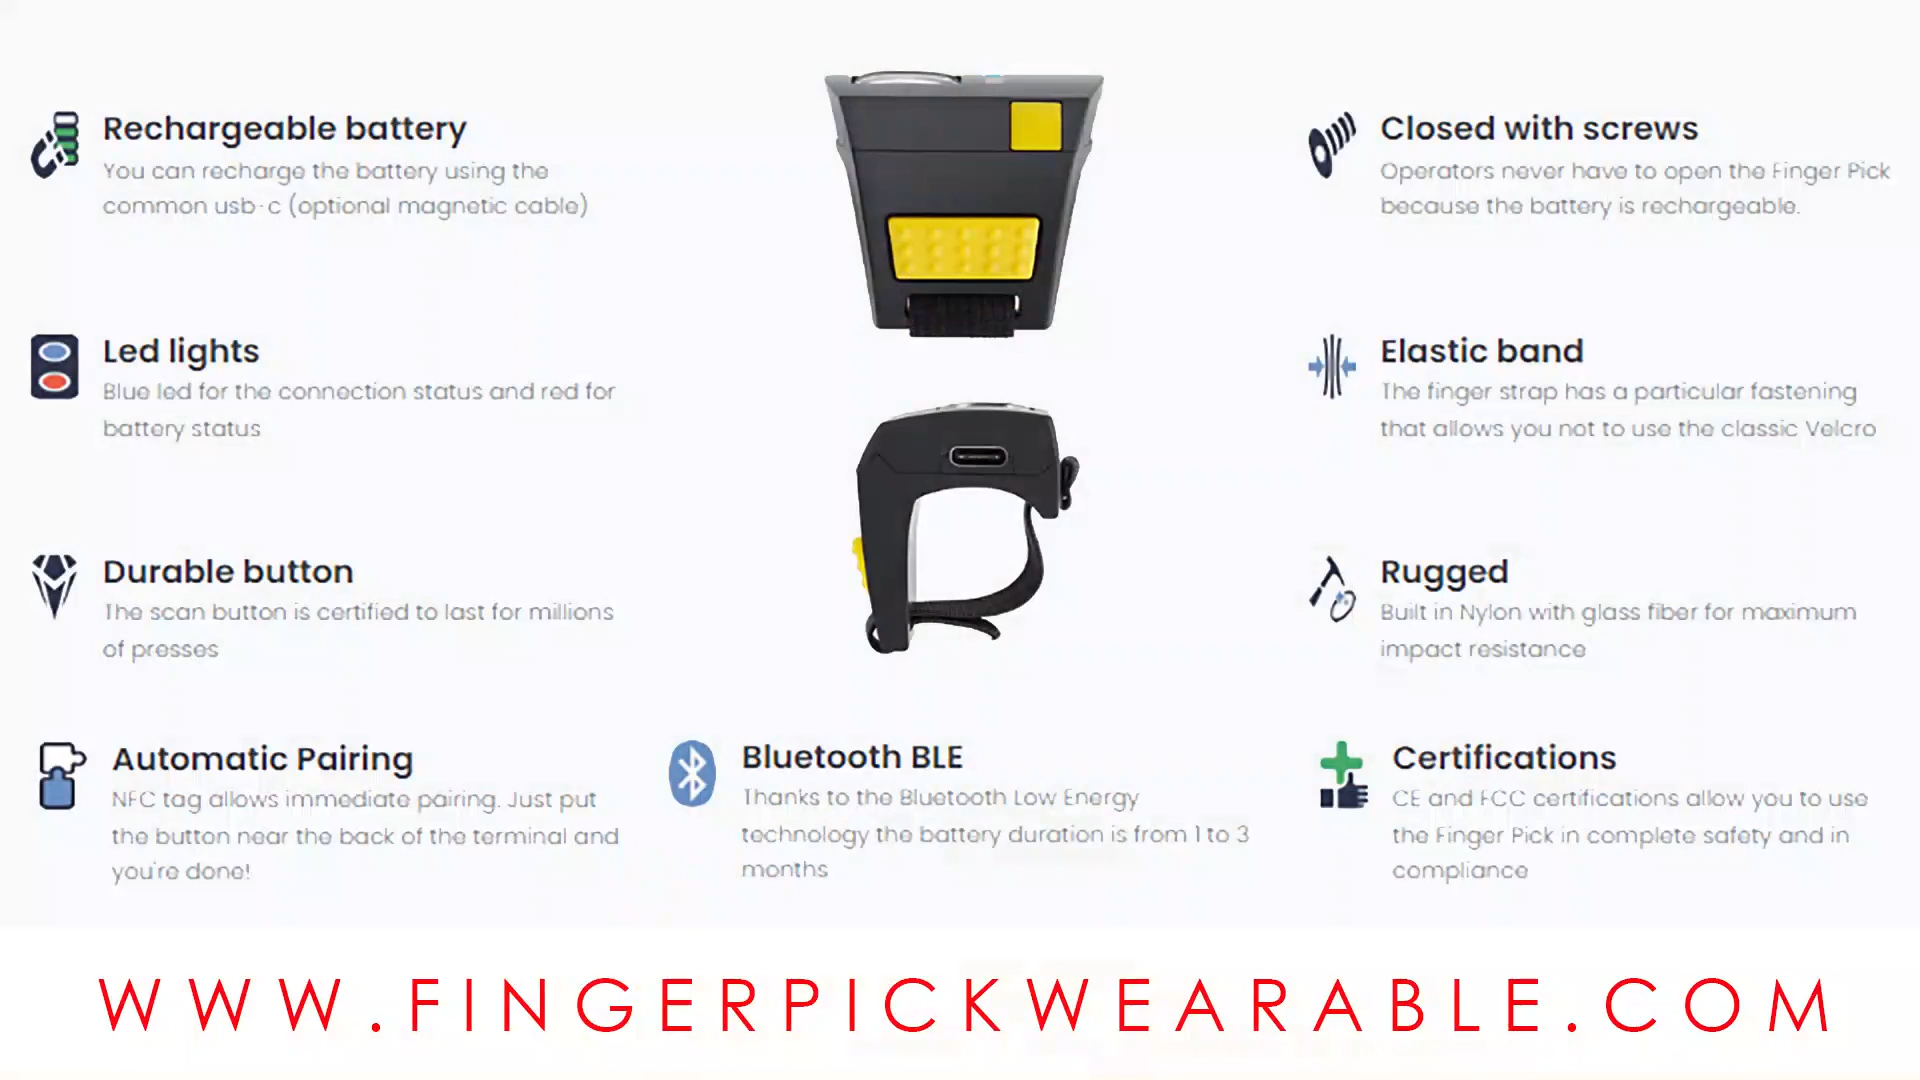 Rechargeable battery
You can recharge the battery using the
common usb-c (optional magnetic cable)
Led lights
Blue led for the connection status and red for
battery status
Durable button
The scan button is certified to last for millions
of presses
Automatic Pairing
NFC tag allows immediate pairing. Just put
the button near the back of the terminal and
you're done!
Bluetooth BLE
Thanks to the Bluetooth Low Energy
technology the battery duration is from 1 to 3
months
Closed with screws
Operators never have to open the Finger Pick
because the battery is rechargeable.
Elastic band
The finger strap has a particular fastening
that allows you not to use the classic Velcro
Rugged
Built in Nylon with glass fiber for maximum
impact resistance
Certifications
CE and FCC certifications allow you to use
the Finger Pick in complete safety and in
compliance
WWW.FINGERPICKWEARABLE.COM